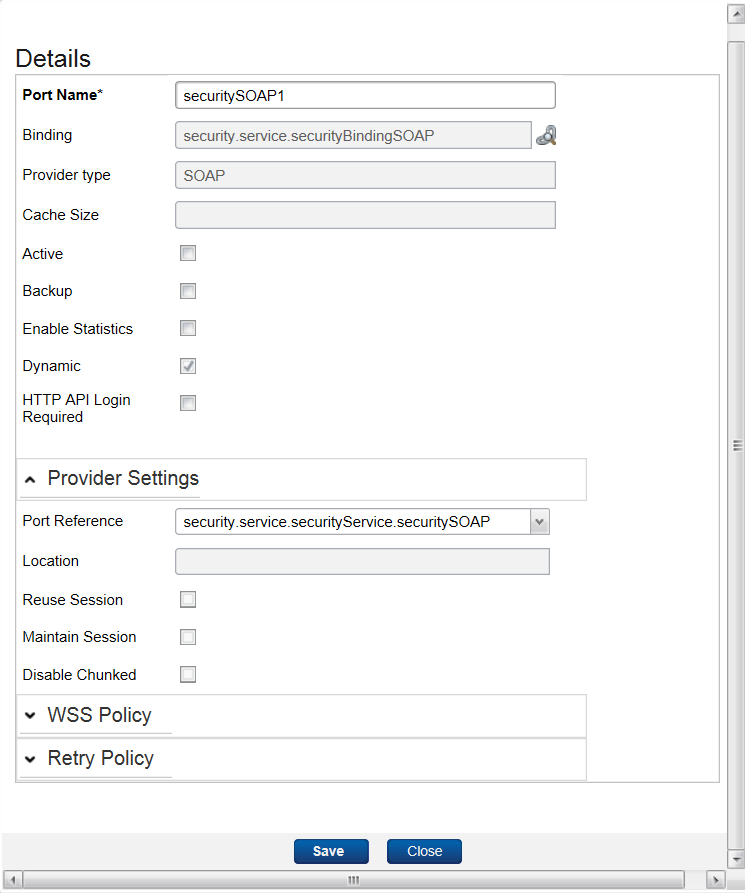 Details
Port Name*
securitySOAP1
Binding
security.service.securityBindingSOAP
Provider type
SOAP
Cache Size
Active
Backup
Enable Statistics
Dynamic
HTTP API Login
Required
Provider Settings
Port Reference
security.service.securityService.securitySOAP
Location
Reuse Session
Maintain Session
Disable Chunked
WSS Policy
Retry Policy
Save
Close